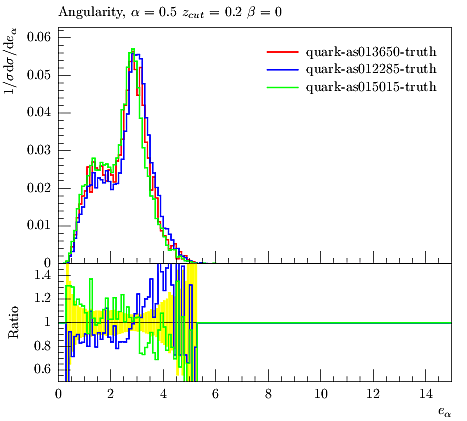 Angularity, α = 0.5 z_cut = 0.2 β = 0
1/σ dσ/de_α
0.06
0.05
0.04
0.03
0.02
0.01
0
quark-as013650-truth
quark-as012285-truth
quark-as015015-truth
Ratio
1.4
1.2
1
0.8
0.6
0 2 4 6 8 10 12 14
e_α